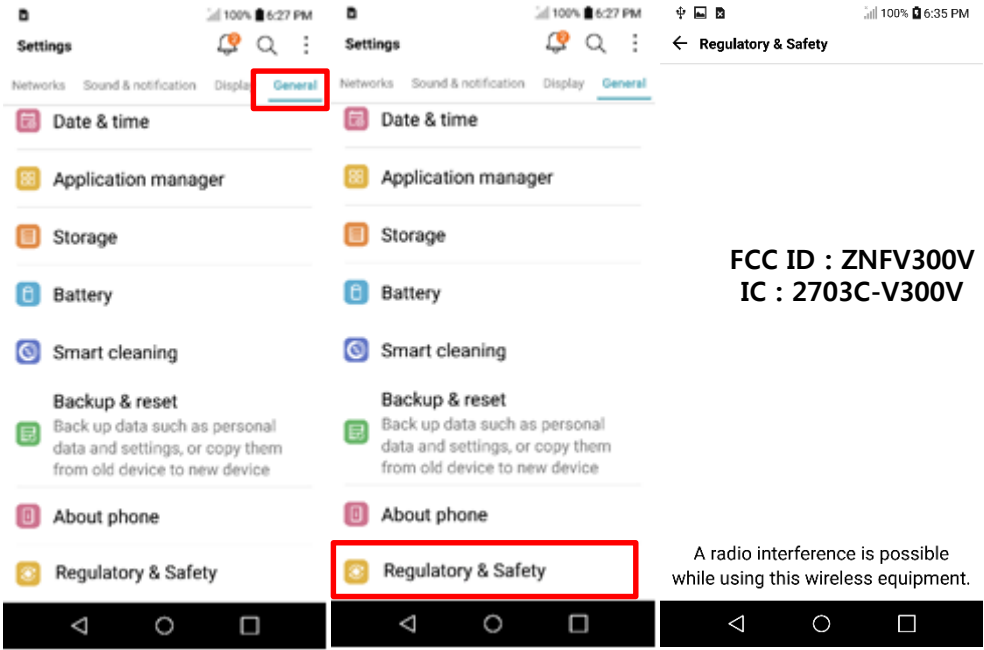 100% 6:27 PM
Settings
2
Networks Sound & notification Display General
Date & time
Application manager
Storage
Battery
Smart cleaning
Backup & reset
Back up data such as personal
data and settings, or copy them
from old device to new device
About phone
Regulatory & Safety
100% 6:27 PM
Settings
2
Networks Sound & notification Display General
Date & time
Application manager
Storage
Battery
Smart cleaning
Backup & reset
Back up data such as personal
data and settings, or copy them
from old device to new device
About phone
Regulatory & Safety
100% 6:35 PM
Regulatory & Safety
FCC ID : ZNFV300V
IC : 2703C-V300V
A radio interference is possible
while using this wireless equipment.